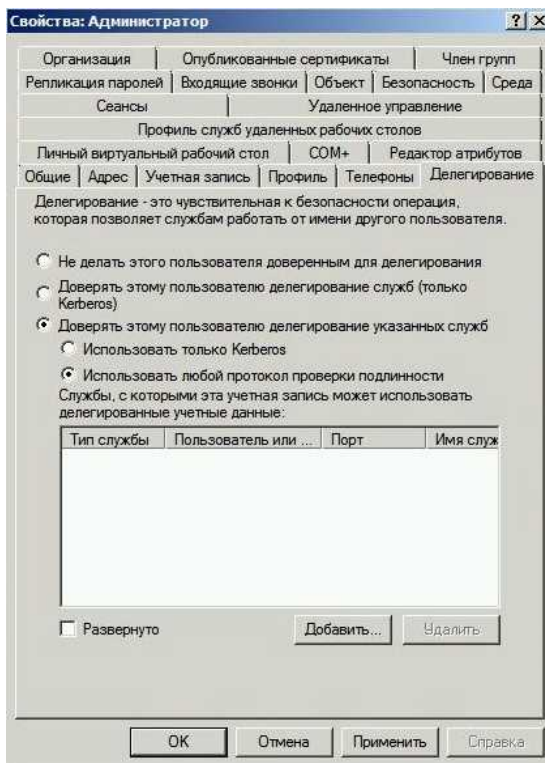 Свойства: Администратор
Организация Опубликованные сертификаты Член групп
Репликация паролей Входящие звонки Объект Безопасность Среда
Сеансы Удаленное управление
Профиль служб удаленных рабочих столов
Личный виртуальный рабочий стол COM+ Редактор атрибутов
Общие Адрес Учетная запись Профиль Телефоны Делегирование
Делегирование - это чувствительная к безопасности операция,
которая позволяет службам работать от имени другого пользователя.
Не делать этого пользователя доверенным для делегирования
Доверять этому пользователю делегирование служб (только
Kerberos)
Доверять этому пользователю делегирование указанных служб
Использовать только Kerberos
Использовать любой протокол проверки подлинности
Службы, с которыми эта учетная запись может использовать
делегированные учетные данные:
Тип службы Пользователь или ... Порт Имя служ
Развернуто Добавить... Удалить
OK Отмена Применить Справка